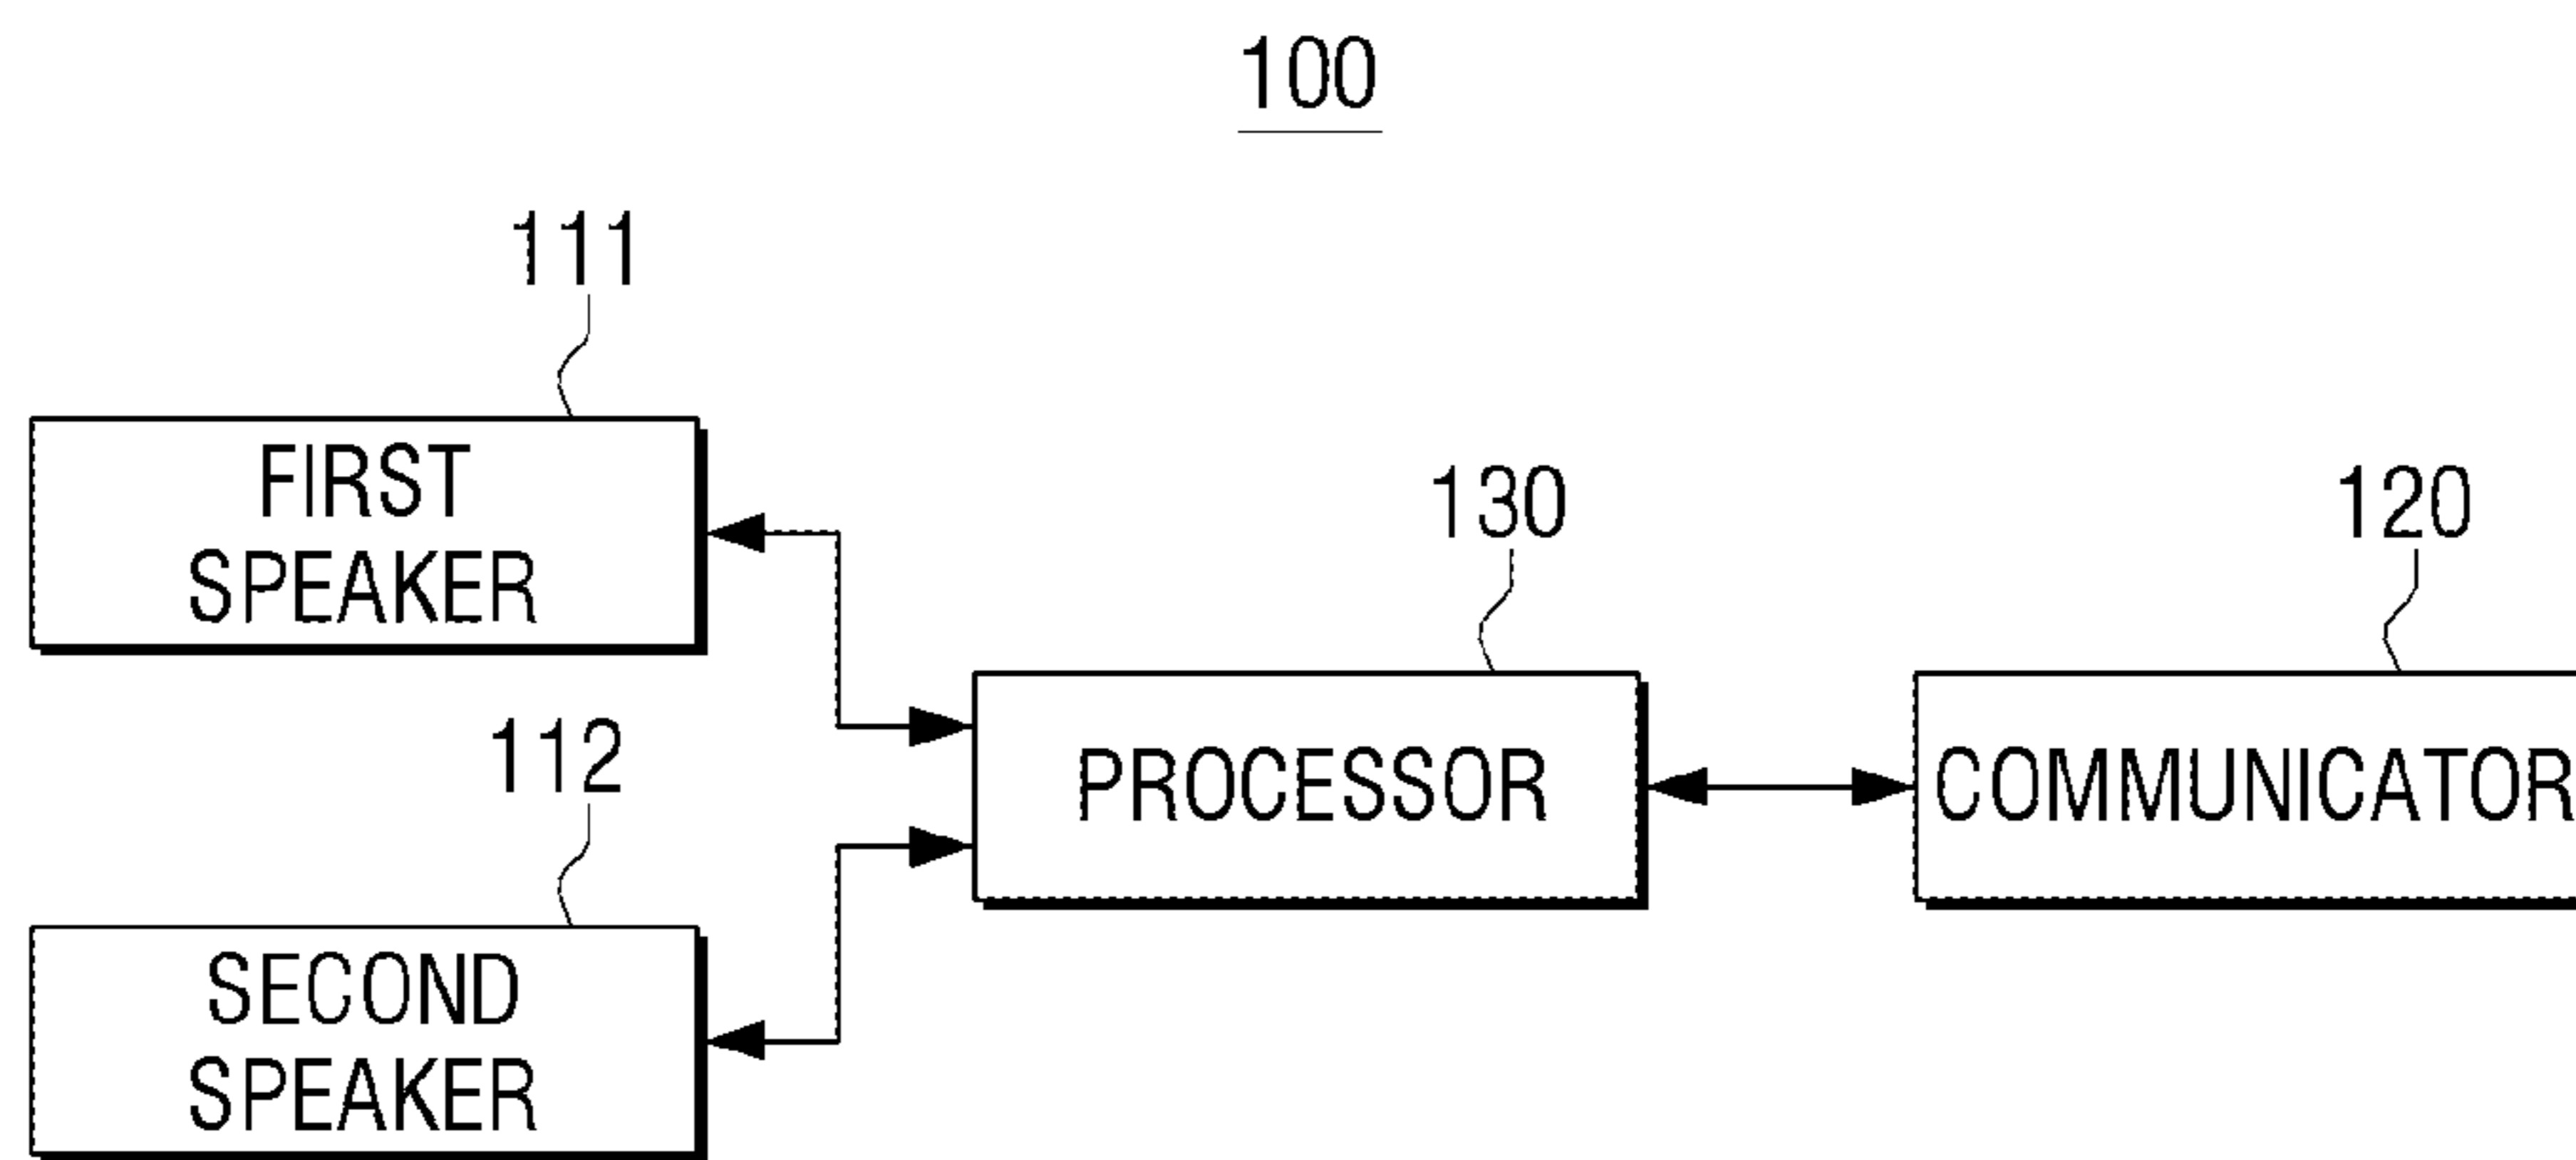 100
111
FIRST
SPEAKER
130
120
112
PROCESSOR
COMMUNICATOR
SECOND
SPEAKER